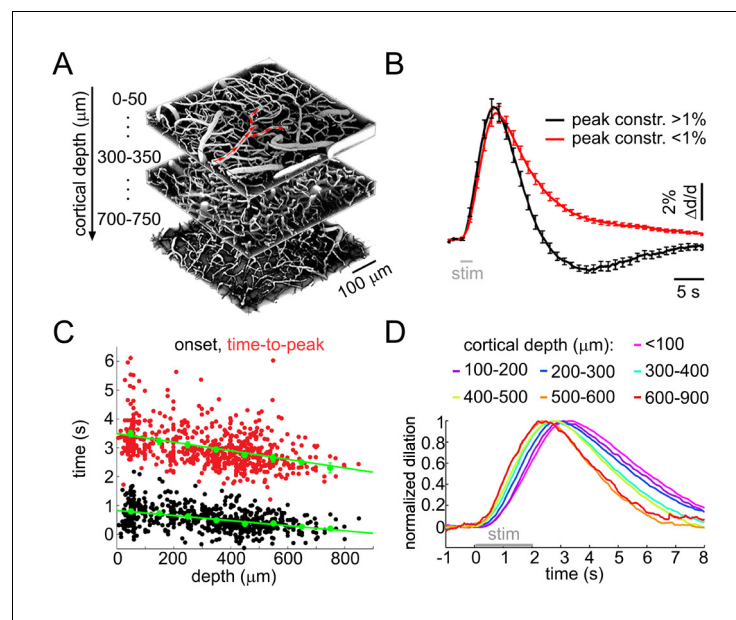 A
cortical depth (μm)
0-50
300-350
700-750
100 μm
B
peak constr. >1%
peak constr. <1%
2%
Δd/d
stim
5 s
C
onset, time-to-peak
time (s)
6
5
4
3
2
1
0
0 200 400 600 800
depth (μm)
D
cortical depth (μm): <100
100-200 200-300 300-400
400-500 500-600 600-900
normalized dilation
1
0.8
0.6
0.4
0.2
0
stim
-1 0 1 2 3 4 5 6 7 8
time (s)